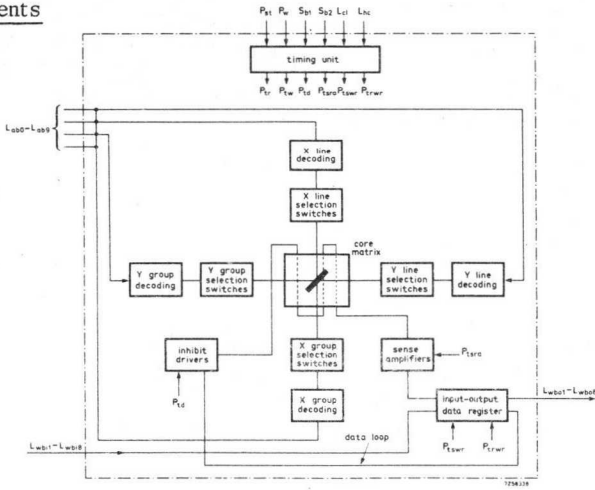 ents
Pst Pw Sb1 Sb2 Lcl Lhc
timing unit
Ptr Ptw Ptd Ptsra Ptswr Ptrwr
Lab0-Lab9
X line
decoding
X line
selection
switches
core
matrix
Y group
decoding
Y group
selection
switches
Y line
selection
switches
Y line
decoding
inhibit
drivers
X group
selection
switches
sense
amplifiers
Ptsra
Ptd
X group
decoding
input-output
data register
Lwbo1-Lwbo8
Lwbi1-Lwbi8
data loop
Ptswr
Ptrwr
7Z58338